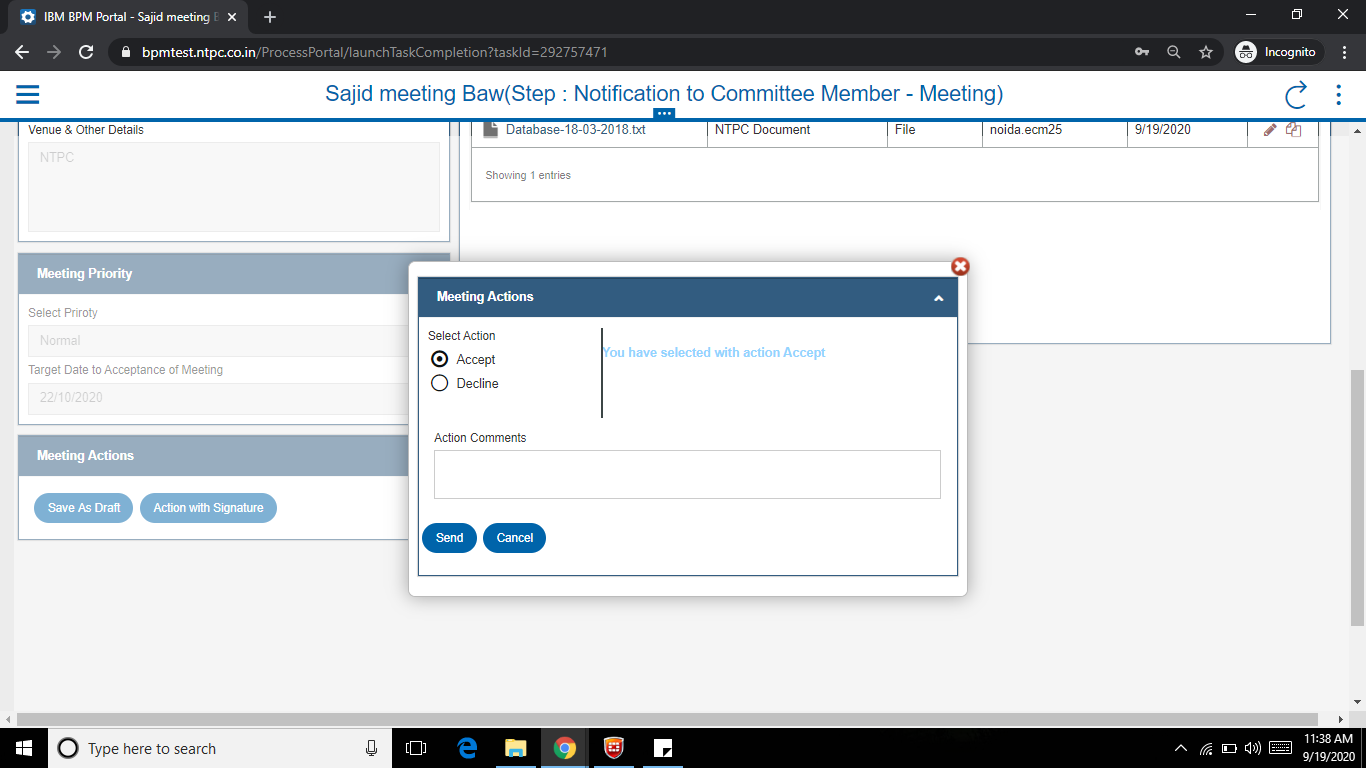 IBM BPM Portal - Sajid meeting B
bpmtest.ntpc.co.in/ProcessPortal/launchTaskCompletion?taskId=292757471
Incognito
Sajid meeting Baw(Step : Notification to Committee Member - Meeting)
Venue & Other Details
NTPC
Database-18-03-2018.txt NTPC Document File noida.ecm25 9/19/2020
Showing 1 entries
Meeting Priority
Select Priroty
Normal
Target Date to Acceptance of Meeting
22/10/2020
Meeting Actions
Save As Draft Action with Signature
Meeting Actions
Select Action
Accept
Decline
You have selected with action Accept
Action Comments
Send Cancel
Type here to search
11:38 AM
9/19/2020